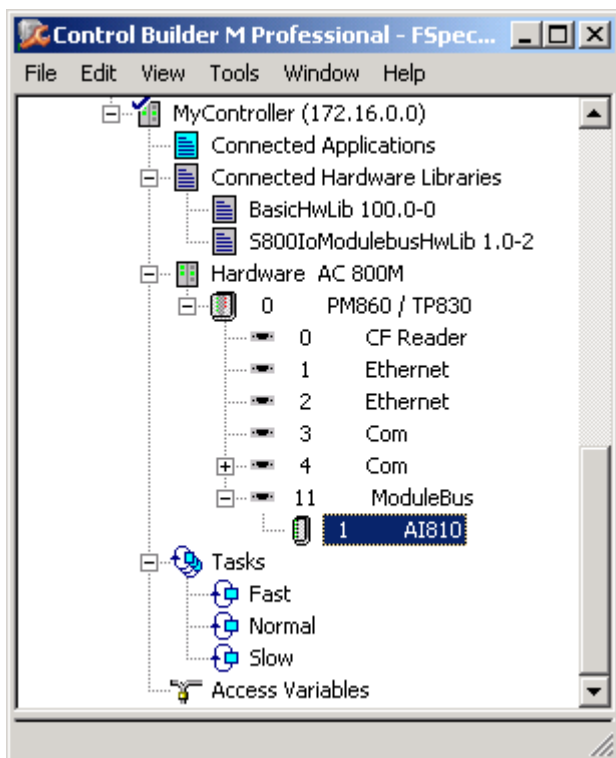 Control Builder M Professional - FSpec...
File Edit View Tools Window Help
MyController (172.16.0.0)
Connected Applications
Connected Hardware Libraries
BasicHwLib 100.0-0
S800IoModulebusHwLib 1.0-2
Hardware AC 800M
0 PM860 / TP830
0 CF Reader
1 Ethernet
2 Ethernet
3 Com
4 Com
11 ModuleBus
1 AI810
Tasks
Fast
Normal
Slow
Access Variables